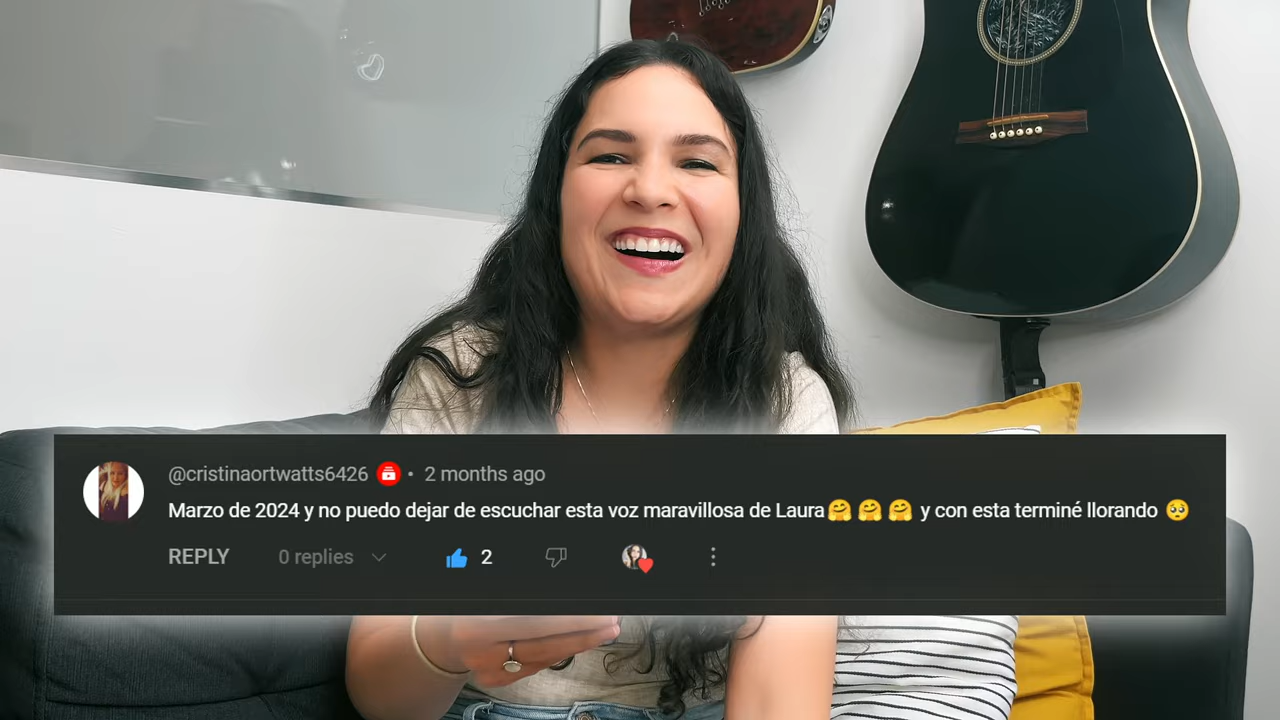 @cristinaortwatts6426 • 2 months ago
Marzo de 2024 y no puedo dejar de escuchar esta voz maravillosa de Laura🤗 🤗 🤗 y con esta terminé llorando 🥺
REPLY 0 replies 2